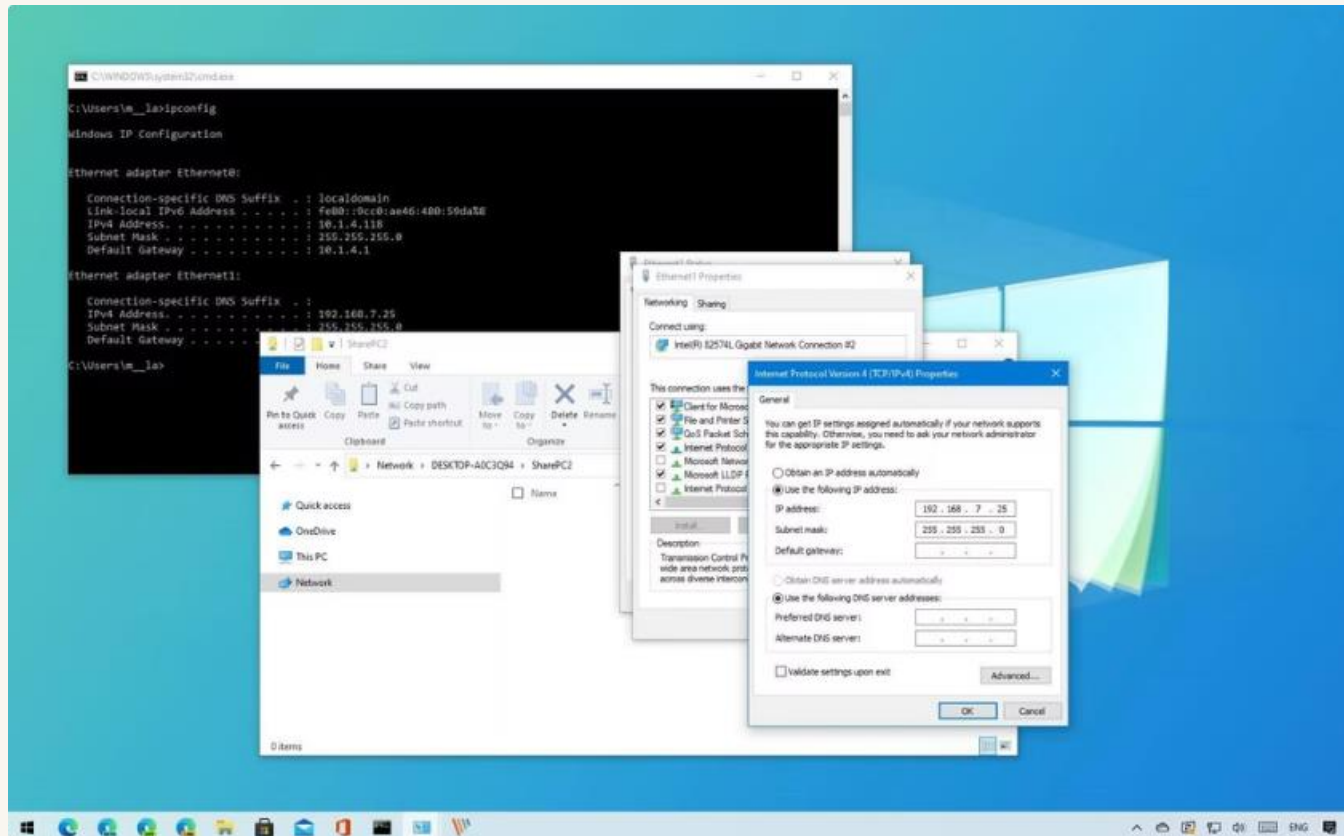 C:\WINDOWS\system32\cmd.exe
C:\Users\m__la>ipconfig
Windows IP Configuration
Ethernet adapter Ethernet0:
Connection-specific DNS Suffix . : localdomain
Link-local IPv6 Address . . . . . : fe80::9cc0:ae46:480:59da%8
IPv4 Address. . . . . . . . . . . : 10.1.4.118
Subnet Mask . . . . . . . . . . . : 255.255.255.0
Default Gateway . . . . . . . . . : 10.1.4.1
Ethernet adapter Ethernet1:
Connection-specific DNS Suffix . :
IPv4 Address. . . . . . . . . . . : 192.168.7.25
Subnet Mask . . . . . . . . . . . : 255.255.255.0
Default Gateway . . . . . . . . . :
C:\Users\m__la>
SharePC2
File Home Share View
Pin to Quick access
Copy
Paste
Cut
Copy path
Paste shortcut
Move to
Copy to
Delete
Rename
Clipboard
Organize
Network › DESKTOP-A0C3Q94 › SharePC2
Name
Quick access
OneDrive
This PC
Network
0 items
Ethernet1 Status
Ethernet1 Properties
Networking Sharing
Connect using:
Intel(R) 82574L Gigabit Network Connection #2
This connection uses the
Client for Microso
File and Printer S
QoS Packet Sch
Internet Protocol
Microsoft Networ
Microsoft LLDP P
Internet Protocol
Install...
Description
Transmission Control Pr
wide area network prot
across diverse intercon
Internet Protocol Version 4 (TCP/IPv4) Properties
General
You can get IP settings assigned automatically if your network supports
this capability. Otherwise, you need to ask your network administrator
for the appropriate IP settings.
Obtain an IP address automatically
Use the following IP address:
IP address: 192 . 168 . 7 . 25
Subnet mask: 255 . 255 . 255 . 0
Default gateway: . . .
Obtain DNS server address automatically
Use the following DNS server addresses:
Preferred DNS server: . . .
Alternate DNS server: . . .
Validate settings upon exit
Advanced...
OK Cancel
ENG